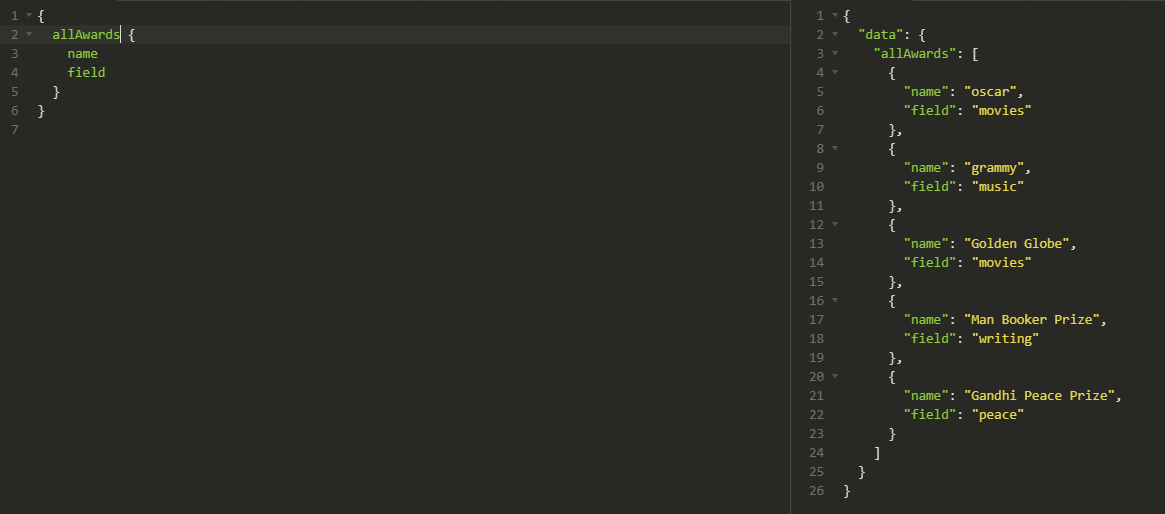 1 {
2 allAwards {
3 name
4 field
5 }
6 }
7
1 {
2 "data": {
3 "allAwards": [
4 {
5 "name": "oscar",
6 "field": "movies"
7 },
8 {
9 "name": "grammy",
10 "field": "music"
11 },
12 {
13 "name": "Golden Globe",
14 "field": "movies"
15 },
16 {
17 "name": "Man Booker Prize",
18 "field": "writing"
19 },
20 {
21 "name": "Gandhi Peace Prize",
22 "field": "peace"
23 }
24 ]
25 }
26 }